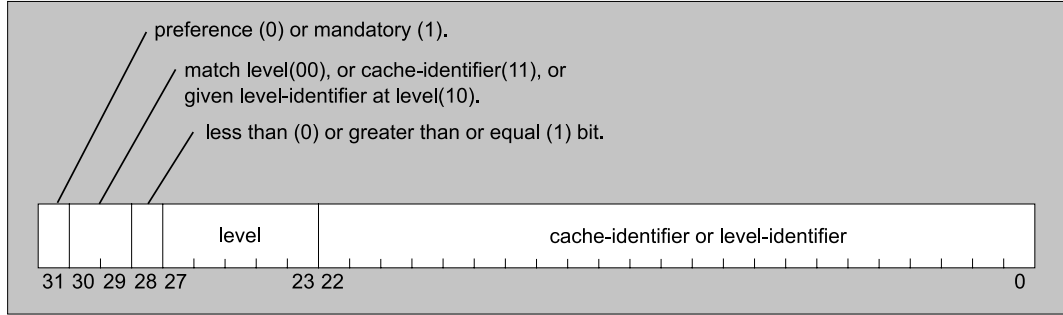 preference (0) or mandatory (1).
match level(00), or cache-identifier(11), or
given level-identifier at level(10).
less than (0) or greater than or equal (1) bit.
level cache-identifier or level-identifier
31 30 29 28 27 23 22 0